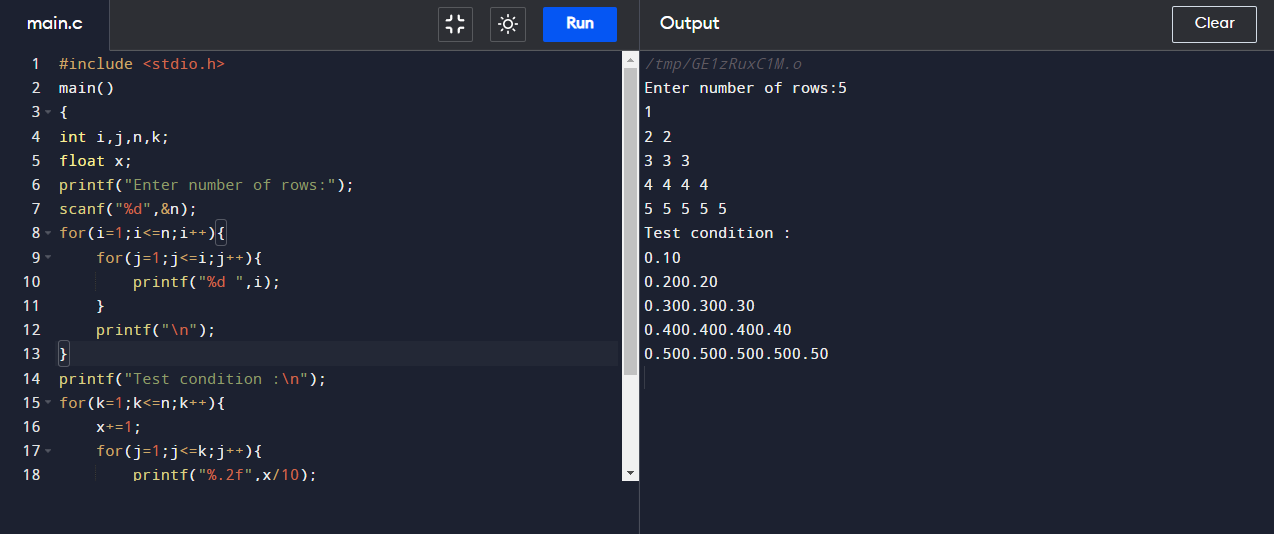 main.c
Run
Output
Clear
1 #include <stdio.h>
2 main()
3 {
4 int i,j,n,k;
5 float x;
6 printf("Enter number of rows:");
7 scanf("%d",&n);
8 for(i=1;i<=n;i++){
9 for(j=1;j<=i;j++){
10 printf("%d ",i);
11 }
12 printf("\n");
13 }
14 printf("Test condition :\n");
15 for(k=1;k<=n;k++){
16 x+=1;
17 for(j=1;j<=k;j++){
18 printf("%.2f",x/10);
/tmp/GE1zRuxC1M.o
Enter number of rows:5
1
2 2
3 3 3
4 4 4 4
5 5 5 5 5
Test condition :
0.10
0.200.20
0.300.300.30
0.400.400.400.40
0.500.500.500.500.50